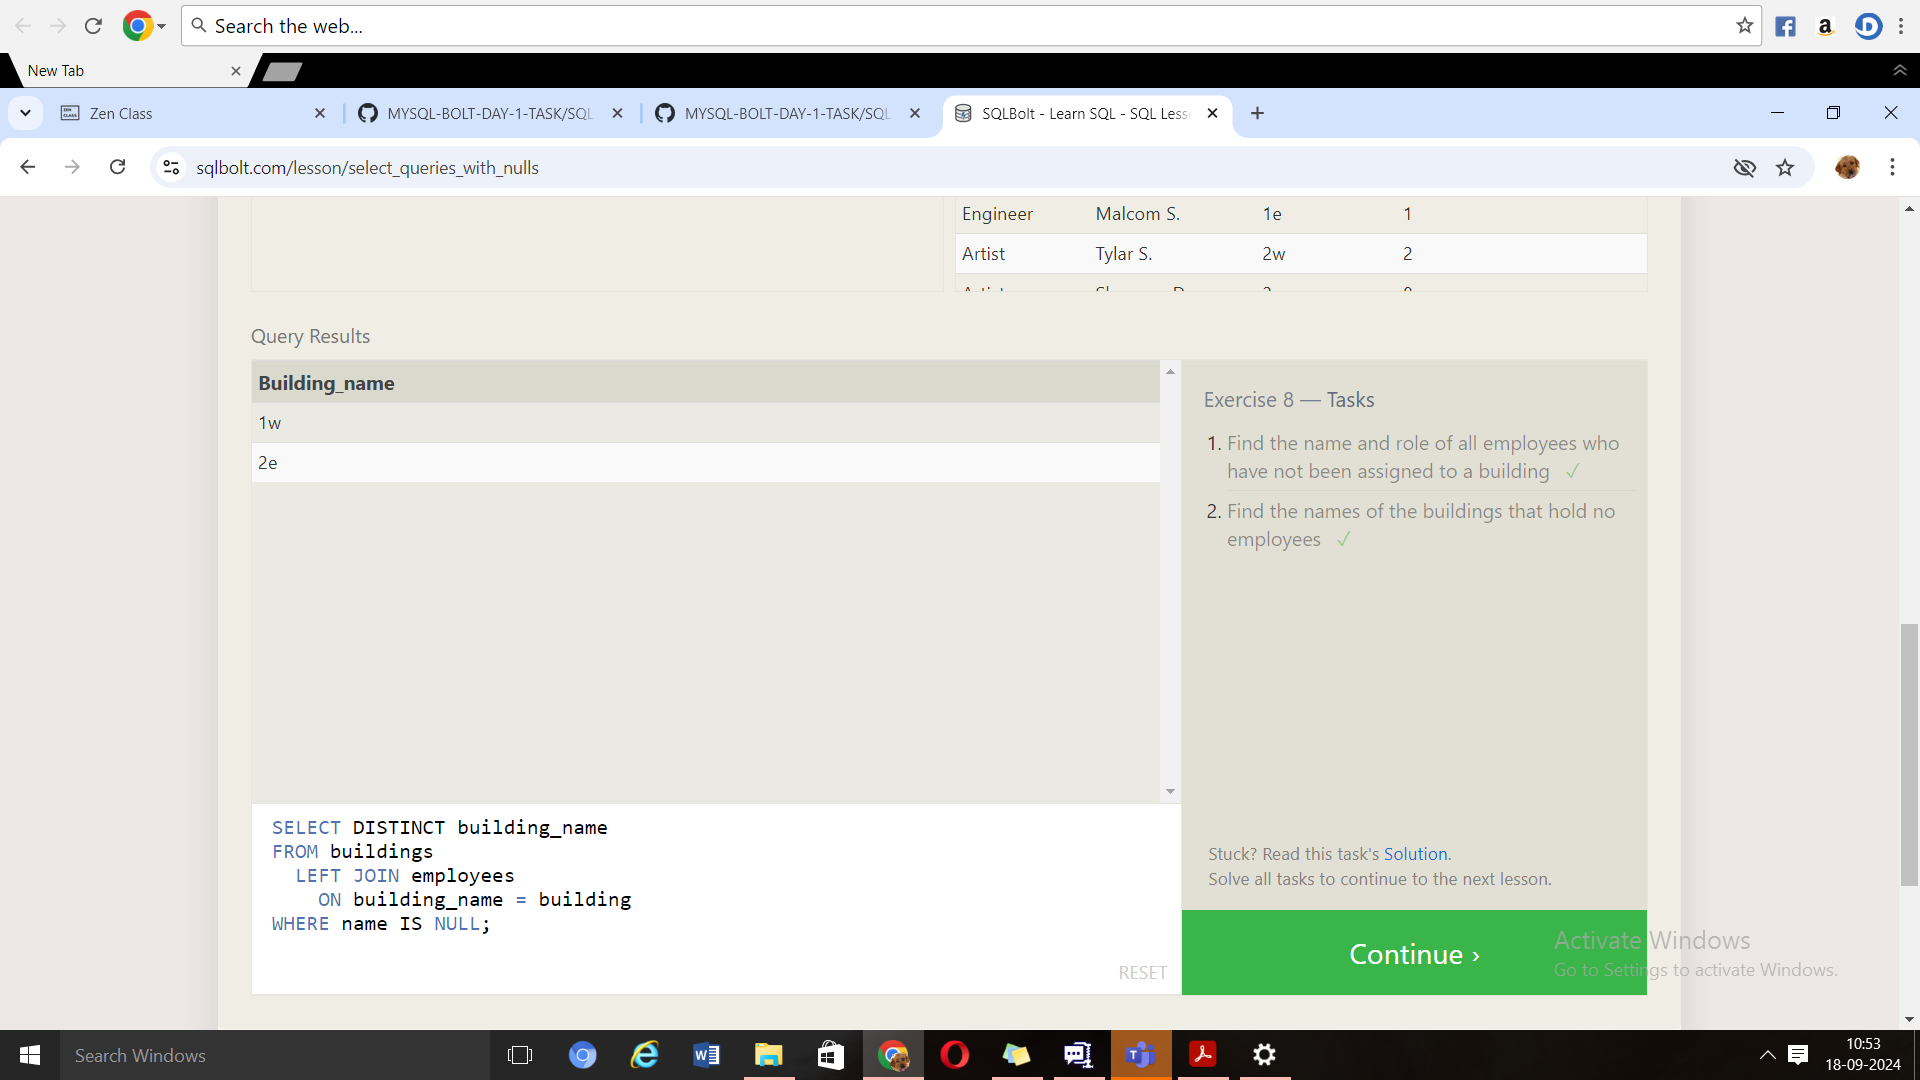 Search the web...
New Tab
Zen Class
MYSQL-BOLT-DAY-1-TASK/SQL
MYSQL-BOLT-DAY-1-TASK/SQL
SQLBolt - Learn SQL - SQL Less
sqlbolt.com/lesson/select_queries_with_nulls
Engineer Malcom S. 1e 1
Artist Tylar S. 2w 2
Query Results
Building_name
1w
2e
Exercise 8 — Tasks
1. Find the name and role of all employees who
have not been assigned to a building ✓
2. Find the names of the buildings that hold no
employees ✓
SELECT DISTINCT building_name
FROM buildings
LEFT JOIN employees
ON building_name = building
WHERE name IS NULL;
RESET
Stuck? Read this task's Solution.
Solve all tasks to continue to the next lesson.
Continue ›
Activate Windows
Go to Settings to activate Windows.
Search Windows
10:53
18-09-2024